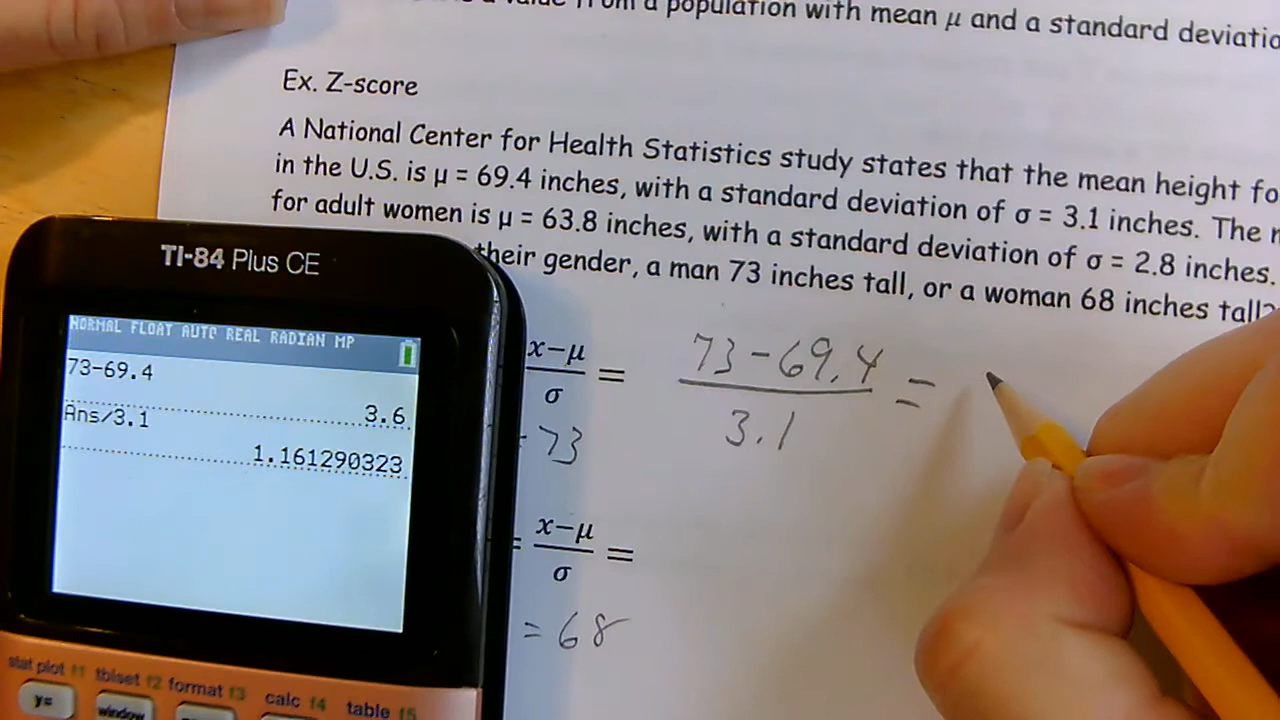 a value from a population with mean μ and a standard
Ex. Z-score
A National Center for Health Statistics study states that the mean height
in the U.S. is μ = 69.4 inches, with a standard deviation of σ = 3.1 inches. The
for adult women is μ = 63.8 inches, with a standard deviation of σ = 2.8 inches.
their gender, a man 73 inches tall, or a woman 68 inches tall?
TI-84 Plus CE
NORMAL FLOAT AUTO REAL RADIAN MP
73-69.4
3.6
Ans/3.1
1.161290323
x-μ
σ
=
73-69.4
3.1
=
73
= x-μ
σ
=
= 68
stat plot f1 tblset f2 format f3 calc f4 table f5
y= window